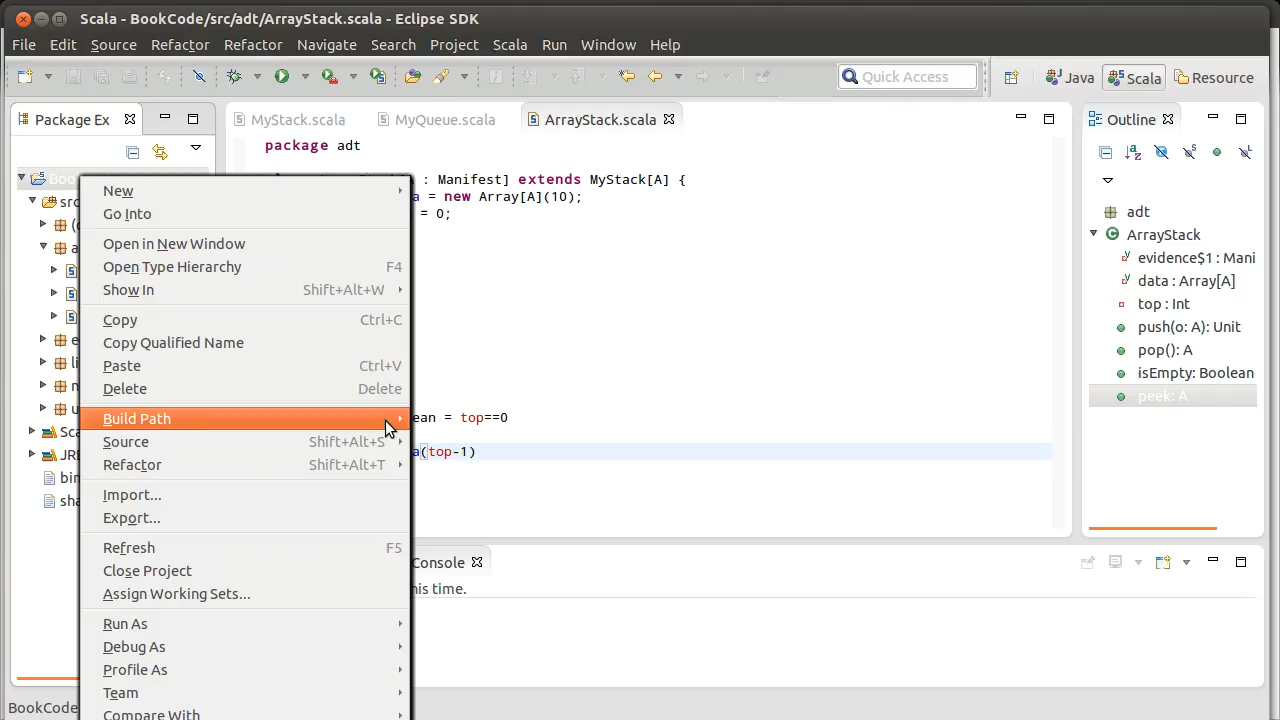 Scala - BookCode/src/adt/ArrayStack.scala - Eclipse SDK
File Edit Source Refactor Refactor Navigate Search Project Scala Run Window Help
Quick Access
Java
Scala
Resource
Package Ex
MyStack.scala
MyQueue.scala
ArrayStack.scala
Outline
package adt
: Manifest] extends MyStack[A] {
= new Array[A](10);
= 0;
ean = top==0
(top-1)
New
Go Into
Open in New Window
Open Type Hierarchy F4
Show In Shift+Alt+W
Copy Ctrl+C
Copy Qualified Name
Paste Ctrl+V
Delete Delete
Build Path
Source Shift+Alt+S
Refactor Shift+Alt+T
Import...
Export...
Refresh F5
Close Project
Assign Working Sets...
Run As
Debug As
Profile As
Team
Compare With
adt
ArrayStack
evidence$1 : Mani
data : Array[A]
top : Int
push(o: A): Unit
pop(): A
isEmpty: Boolean
peek: A
Console
his time.
BookCode